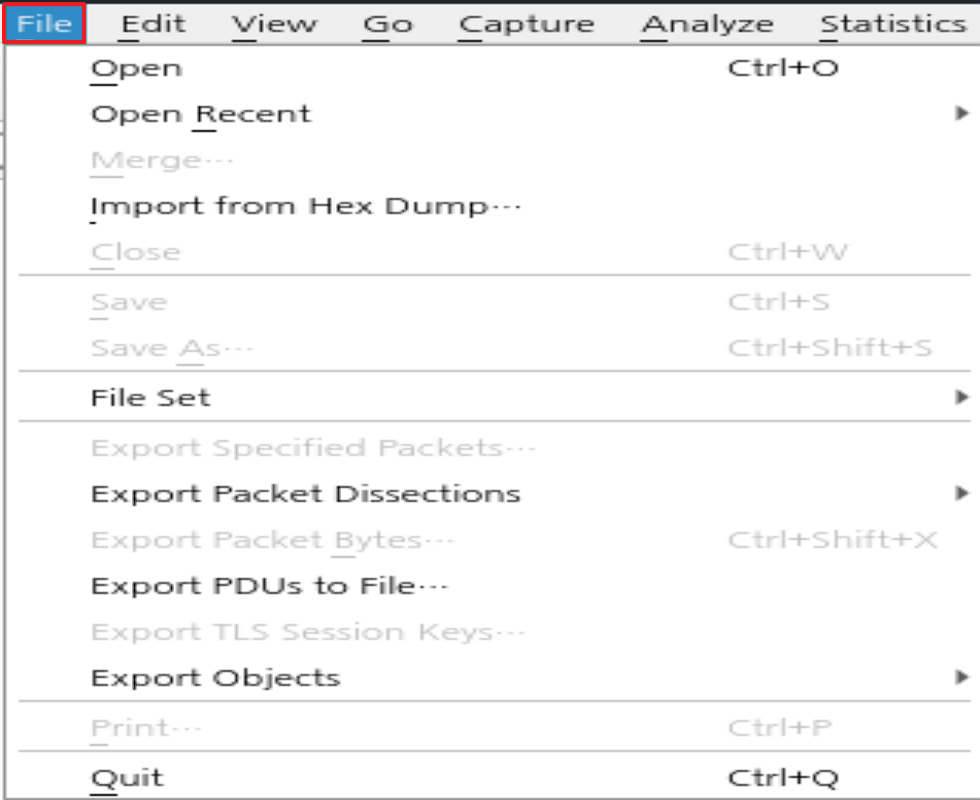 File Edit View Go Capture Analyze Statistics
Open Ctrl+O
Open Recent
Merge...
Import from Hex Dump...
Close Ctrl+W
Save Ctrl+S
Save As... Ctrl+Shift+S
File Set
Export Specified Packets...
Export Packet Dissections
Export Packet Bytes... Ctrl+Shift+X
Export PDUs to File...
Export TLS Session Keys...
Export Objects
Print... Ctrl+P
Quit Ctrl+Q